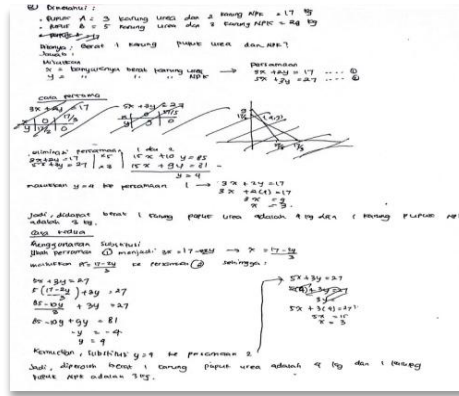 Diketahui :
- Rumor A : 3 karung urea dan 2 karung NPK = 17 kg
- Rumor B = 5 karung urea dan 3 karung NPK = 27 kg
Ditanya : Berat 1 karung pupuk urea dan NPK ?
Jawab :
Misalkan
x = banyaknya berat karung urea
y = " " " NPK
persamaan
3x + 2y = 17 .... ①
5x + 3y = 27 .... ②
cara pertama
3x + 2y = 17
5x + 3y = 27
eliminasi persamaan 1 dan 2
3x + 2y = 17 | x5 | 15x + 10y = 85
5x + 3y = 27 | x3 | 15x + 9y = 81 -
y = 4
masukkan y = 4 ke persamaan 1 → 3x + 2y = 17
3x + 2(4) = 17
3x = 9
x = 3
Jadi, didapat berat 1 karung pupuk urea adalah 4 kg dan 1 karung pupuk
adalah 3 kg.
cara kedua
Menggunakan Substitusi
Ubah persamaan ① menjadi 3x = 17 - 2y → x = 17-2y/3
masukkan x = 17-2y/3 ke persamaan ② sehingga :
5x + 3y = 27
5(17-2y/3) + 3y = 27
85-10y/3 + 3y = 27
85 - 10y + 9y = 81
-y = -4
y = 4
Kemudian, substitusi y = 4 ke persamaan 2
5x + 3y = 27
5x + 3(4) = 27
5x = 15
x = 3
Jadi, diperoleh berat 1 karung pupuk urea adalah 4 kg dan 1 karung
pupuk NPK adalah 3 kg.